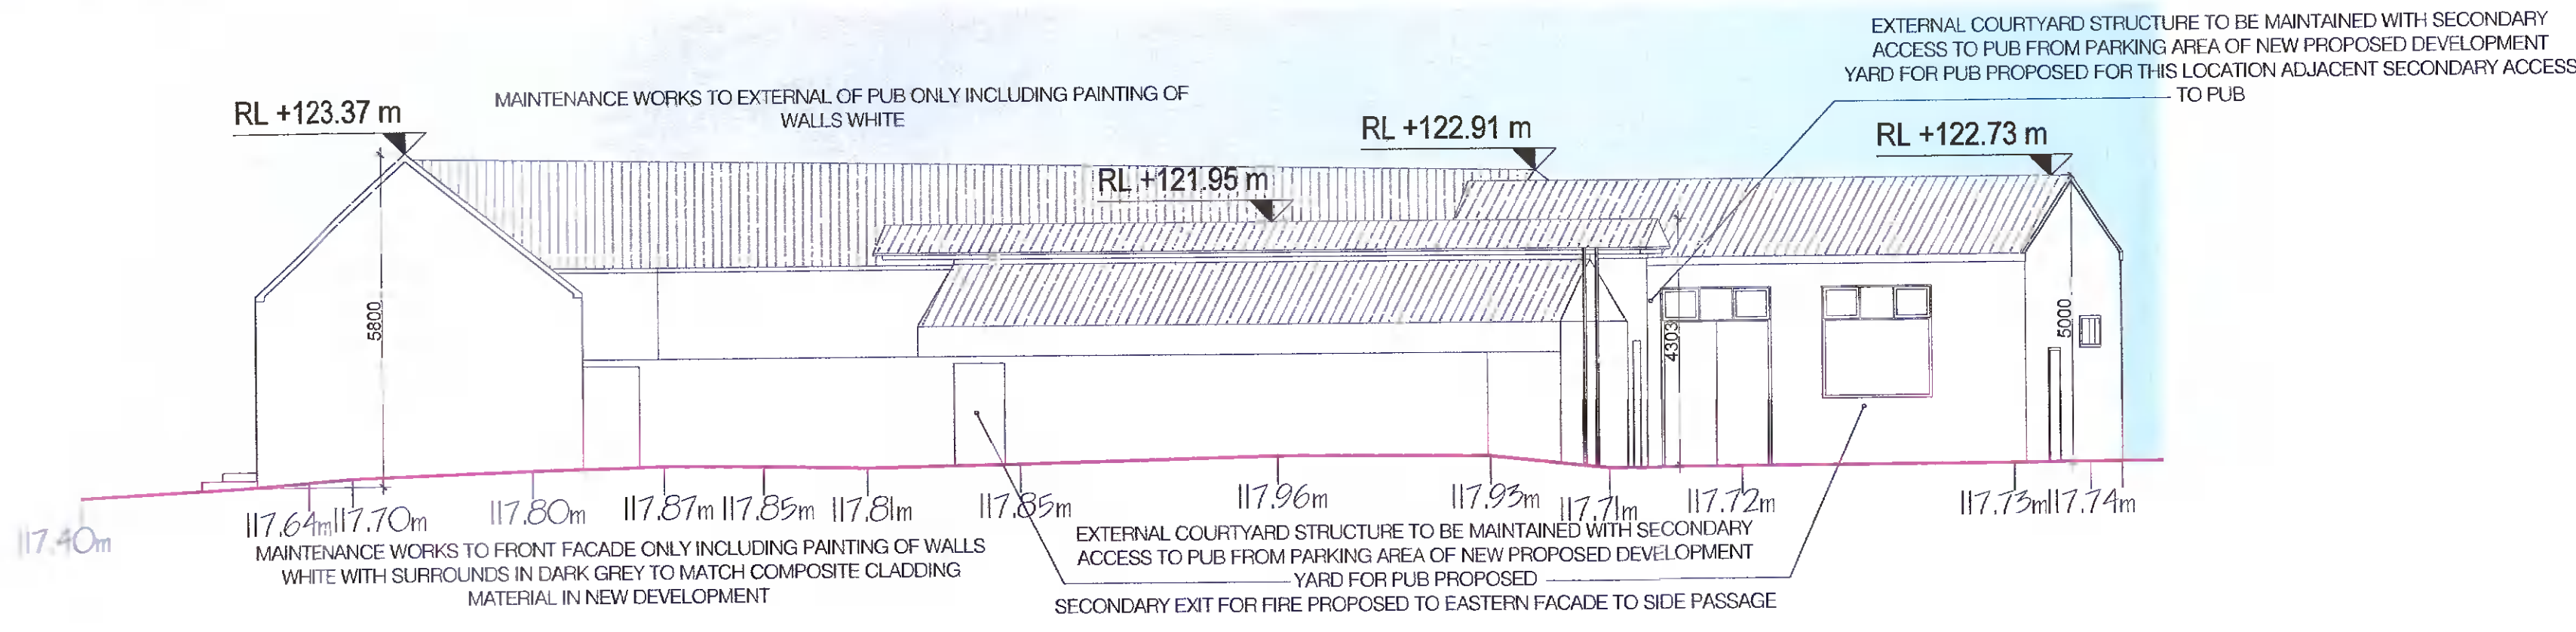 EXTERNAL COURTYARD STRUCTURE TO BE MAINTAINED WITH SECONDARY
ACCESS TO PUB FROM PARKING AREA OF NEW PROPOSED DEVELOPMENT
YARD FOR PUB PROPOSED FOR THIS LOCATION ADJACENT SECONDARY ACCESS
TO PUB
MAINTENANCE WORKS TO EXTERNAL OF PUB ONLY INCLUDING PAINTING OF
WALLS WHITE
RL +123.37 m
RL +122.91 m
RL +122.73 m
RL +121.95 m
5800
4303
5000
117.40m
117.64m
117.70m
117.80m
117.87m
117.85m
117.81m
117.85m
117.96m
117.93m
117.71m
117.72m
117.73m
117.74m
MAINTENANCE WORKS TO FRONT FACADE ONLY INCLUDING PAINTING OF WALLS
WHITE WITH SURROUNDS IN DARK GREY TO MATCH COMPOSITE CLADDING
MATERIAL IN NEW DEVELOPMENT
EXTERNAL COURTYARD STRUCTURE TO BE MAINTAINED WITH SECONDARY
ACCESS TO PUB FROM PARKING AREA OF NEW PROPOSED DEVELOPMENT
YARD FOR PUB PROPOSED
SECONDARY EXIT FOR FIRE PROPOSED TO EASTERN FACADE TO SIDE PASSAGE